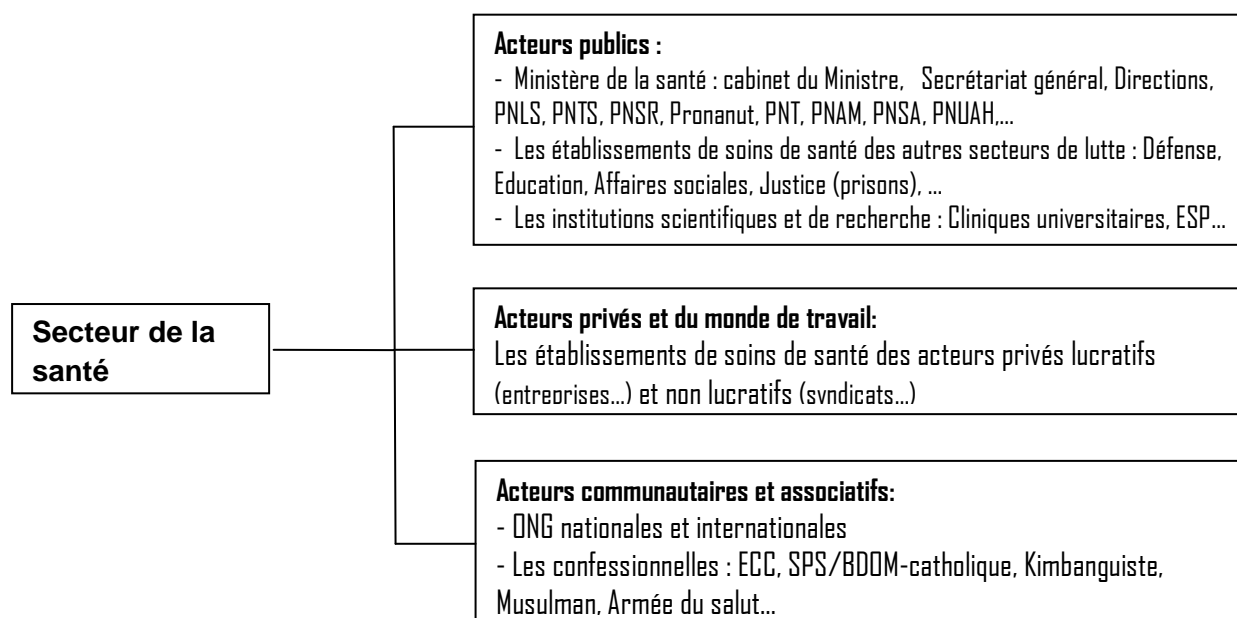 Acteurs publics :
- Ministère de la santé : cabinet du Ministre, Secrétariat général, Directions,
PNLS, PNTS, PNSR, Pronanut, PNT, PNAM, PNSA, PNUAH,...
- Les établissements de soins de santé des autres secteurs de lutte : Défense,
Education, Affaires sociales, Justice (prisons), ...
- Les institutions scientifiques et de recherche : Cliniques universitaires, ESP...
Secteur de la
santé
Acteurs privés et du monde de travail:
Les établissements de soins de santé des acteurs privés lucratifs
(entreprises...) et non lucratifs (syndicats...)
Acteurs communautaires et associatifs:
- ONG nationales et internationales
- Les confessionnelles : ECC, SPS/BDOM-catholique, Kimbanguiste,
Musulman, Armée du salut...